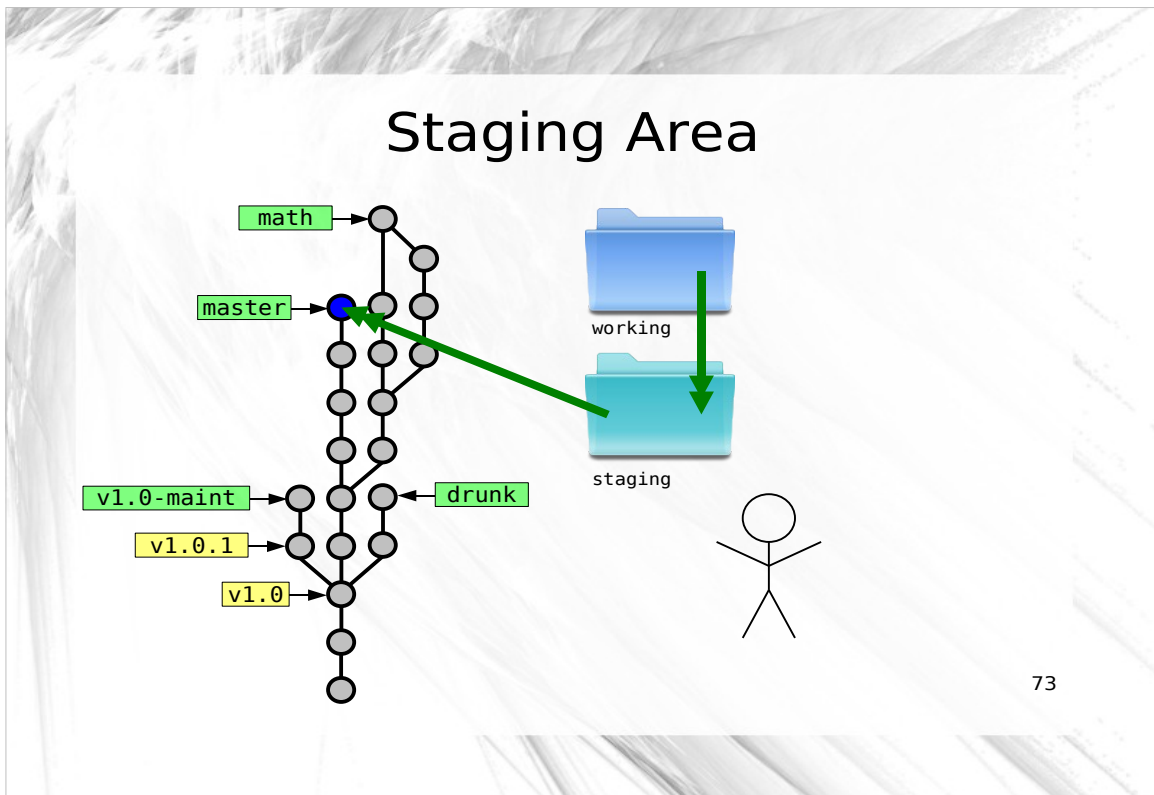 Staging Area
math
master
working
staging
v1.0-maint
drunk
v1.0.1
v1.0
73